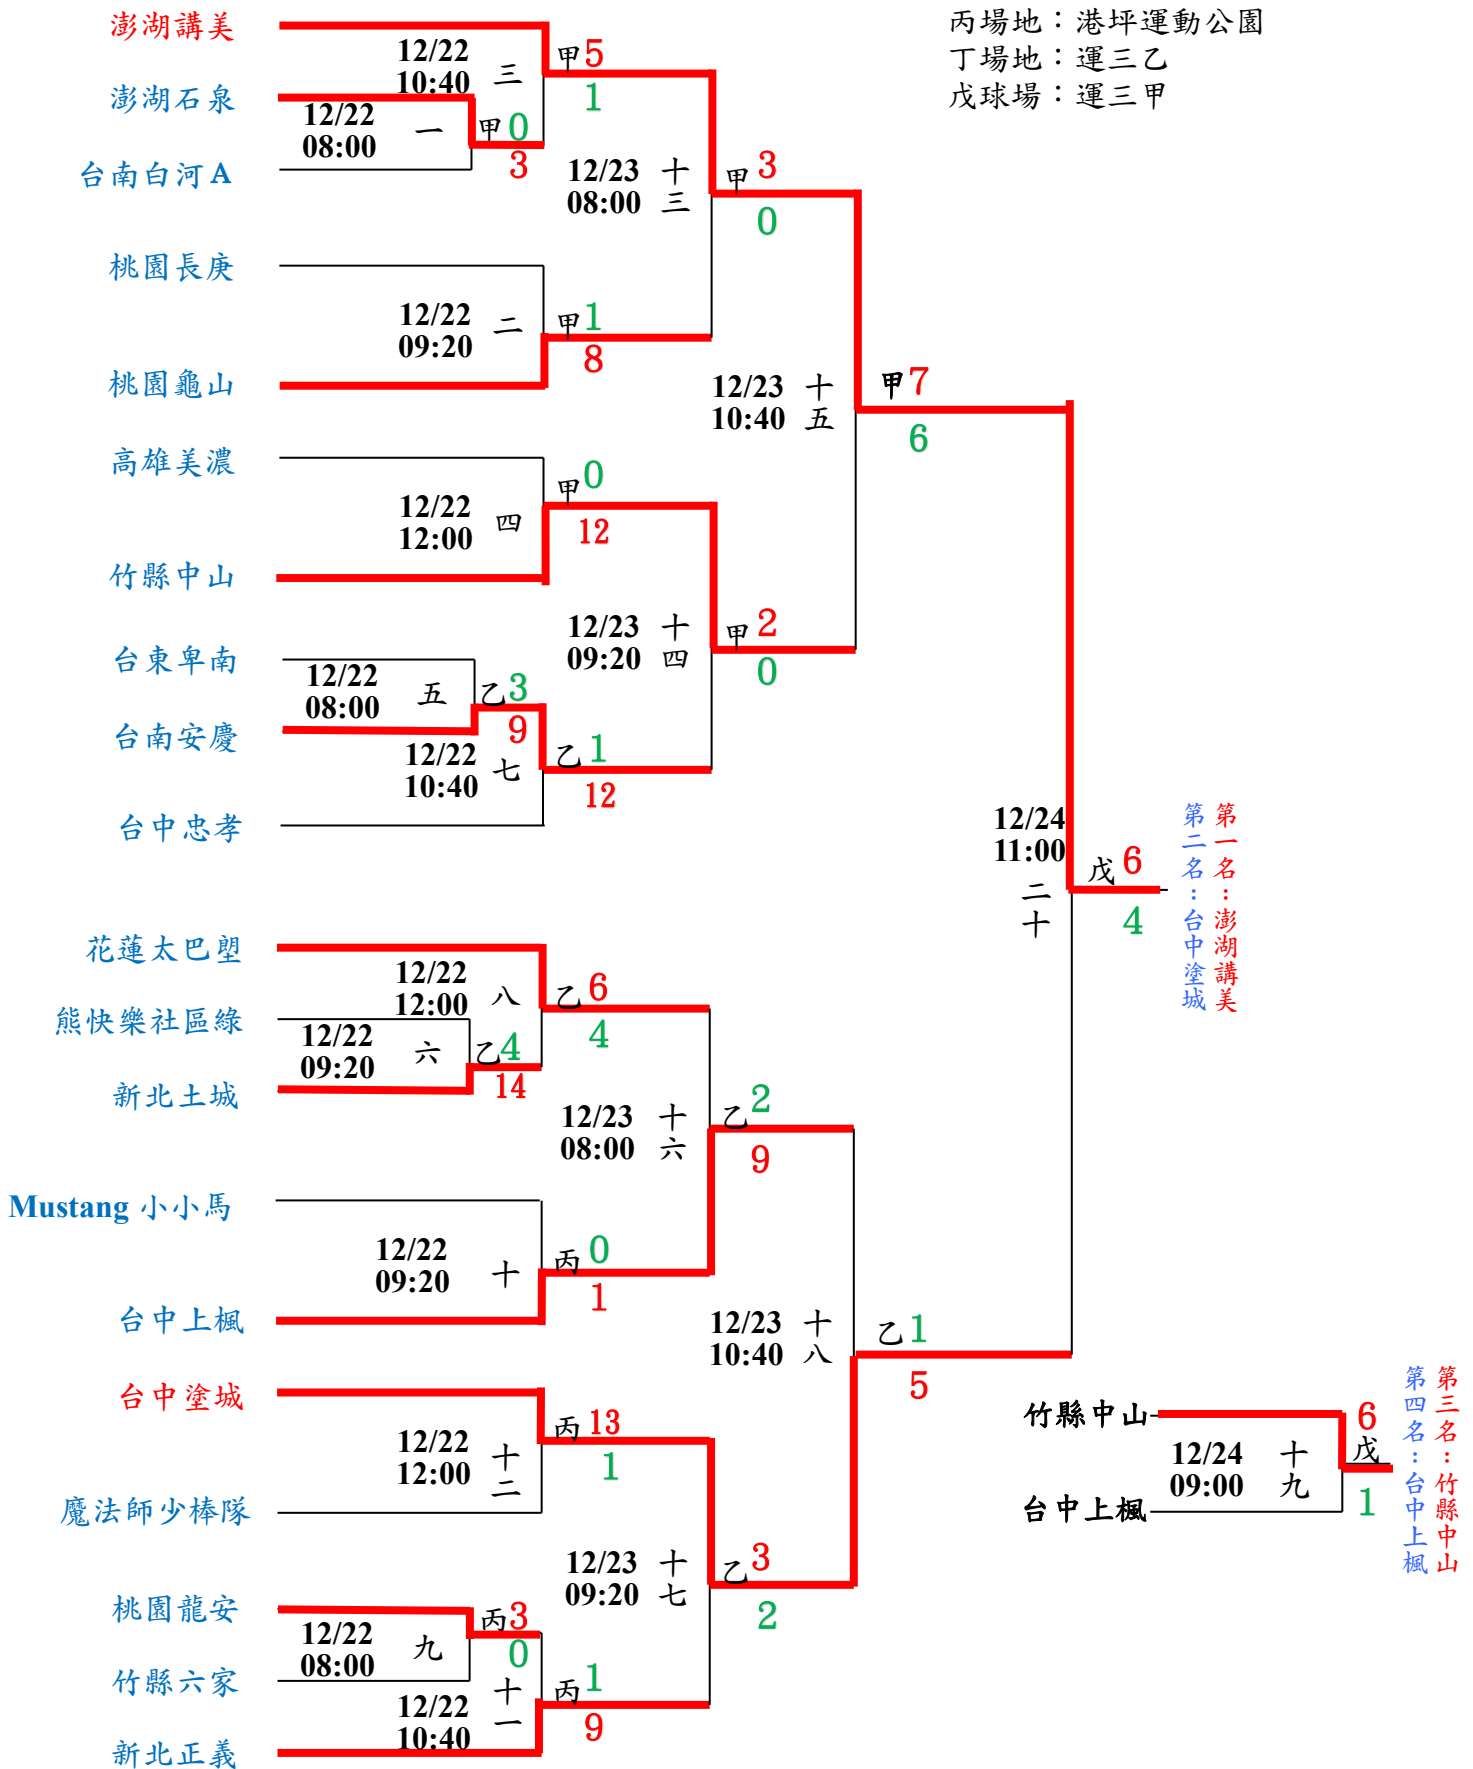 丙場地：港坪運動公園
丁場地：運三乙
戊球場：運三甲
澎湖講美
12/22
10:40
三
甲
5
1
澎湖石泉
12/22
08:00
一
甲
0
3
台南白河A
12/23
08:00
十三
甲
3
0
桃園長庚
12/22
09:20
二
甲
1
8
桃園龜山
12/23
10:40
十五
甲
7
6
高雄美濃
12/22
12:00
四
甲
0
12
竹縣中山
12/23
09:20
十四
甲
2
0
台東卑南
12/22
08:00
五
乙
3
9
台南安慶
12/22
10:40
七
乙
1
12
台中忠孝
12/24
11:00
二十
戊
6
4
第一名：澎湖講美
第二名：台中塗城
花蓮太巴塱
12/22
12:00
八
乙
6
4
熊快樂社區綠
12/22
09:20
六
乙
4
14
新北土城
12/23
08:00
十六
乙
2
9
Mustang 小小馬
12/22
09:20
十
丙
0
1
台中上楓
12/23
10:40
十八
乙
1
5
台中塗城
12/22
12:00
十二
丙
13
1
魔法師少棒隊
12/23
09:20
十七
乙
3
2
桃園龍安
12/22
08:00
九
丙
3
0
竹縣六家
12/22
10:40
十一
丙
1
9
新北正義
竹縣中山
12/24
09:00
十九
戊
6
1
台中上楓
第三名：竹縣中山
第四名：台中上楓